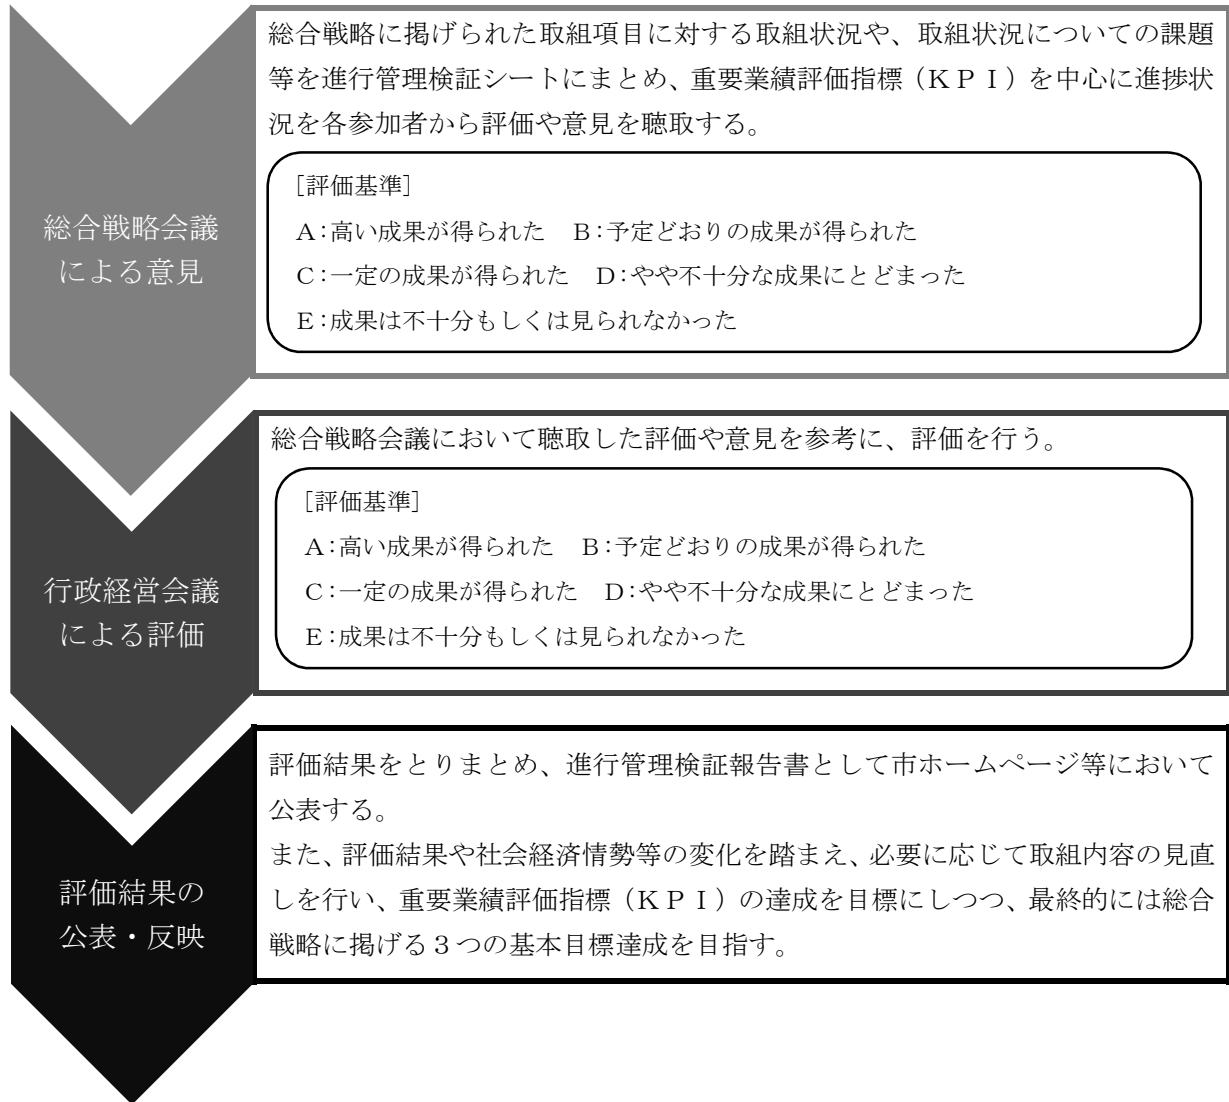 総合戦略に掲げられた取組項目に対する取組状況や、取組状況についての課題
等を進行管理検証シートにまとめ、重要業績評価指標（ＫＰＩ）を中心に進捗状
況を各参加者から評価や意見を聴取する。
総合戦略会議
による意見
［評価基準］
Ａ：高い成果が得られた　Ｂ：予定どおりの成果が得られた
Ｃ：一定の成果が得られた　Ｄ：やや不十分な成果にとどまった
Ｅ：成果は不十分もしくは見られなかった
総合戦略会議において聴取した評価や意見を参考に、評価を行う。
行政経営会議
による評価
［評価基準］
Ａ：高い成果が得られた　Ｂ：予定どおりの成果が得られた
Ｃ：一定の成果が得られた　Ｄ：やや不十分な成果にとどまった
Ｅ：成果は不十分もしくは見られなかった
評価結果の
公表・反映
評価結果をとりまとめ、進行管理検証報告書として市ホームページ等において
公表する。
また、評価結果や社会経済情勢等の変化を踏まえ、必要に応じて取組内容の見直
しを行い、重要業績評価指標（ＫＰＩ）の達成を目標にしつつ、最終的には総合
戦略に掲げる３つの基本目標達成を目指す。